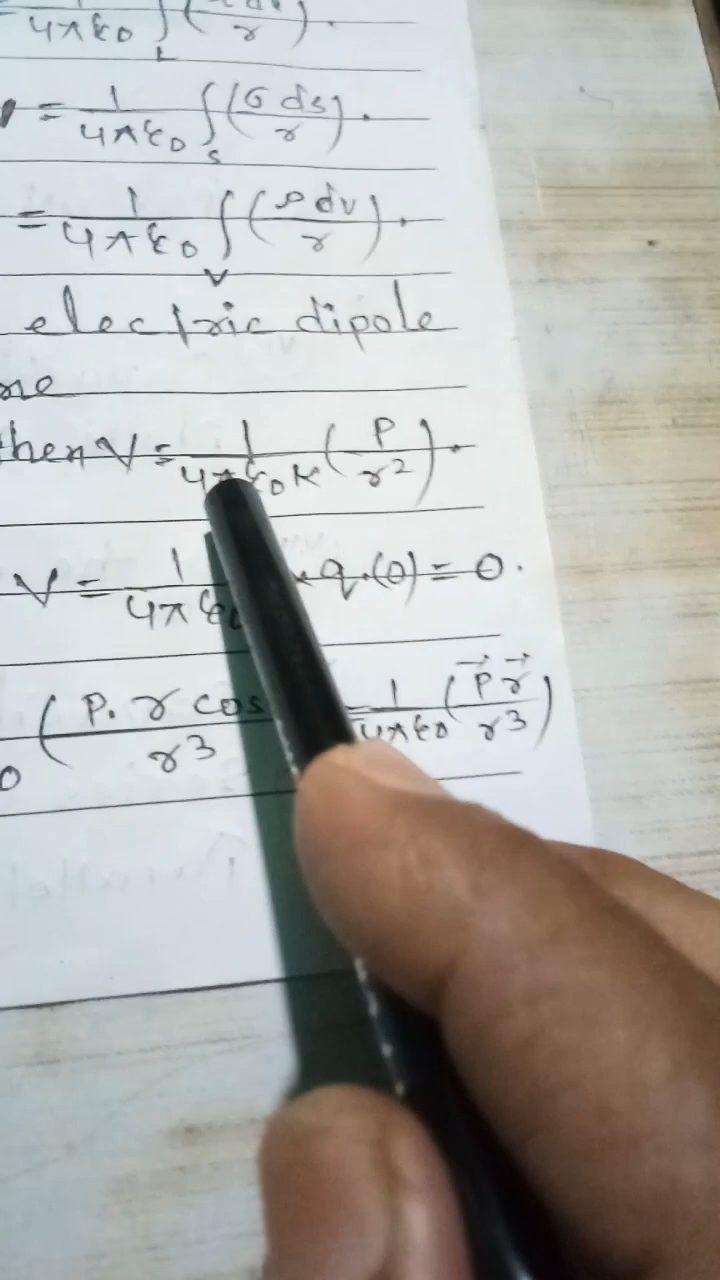 4πε0 ∫L ( r ).
= 1/4πε0 ∫s (σ ds/r).
= 1/4πε0 ∫v (ρ dv/r).
electric dipole
then V = 1/4πε0k (P/r²).
V = 1/4πε0 × q.(0) = 0.
(P. r cos/r³) = 1/4πε0 (P⃗ r⃗/r³)